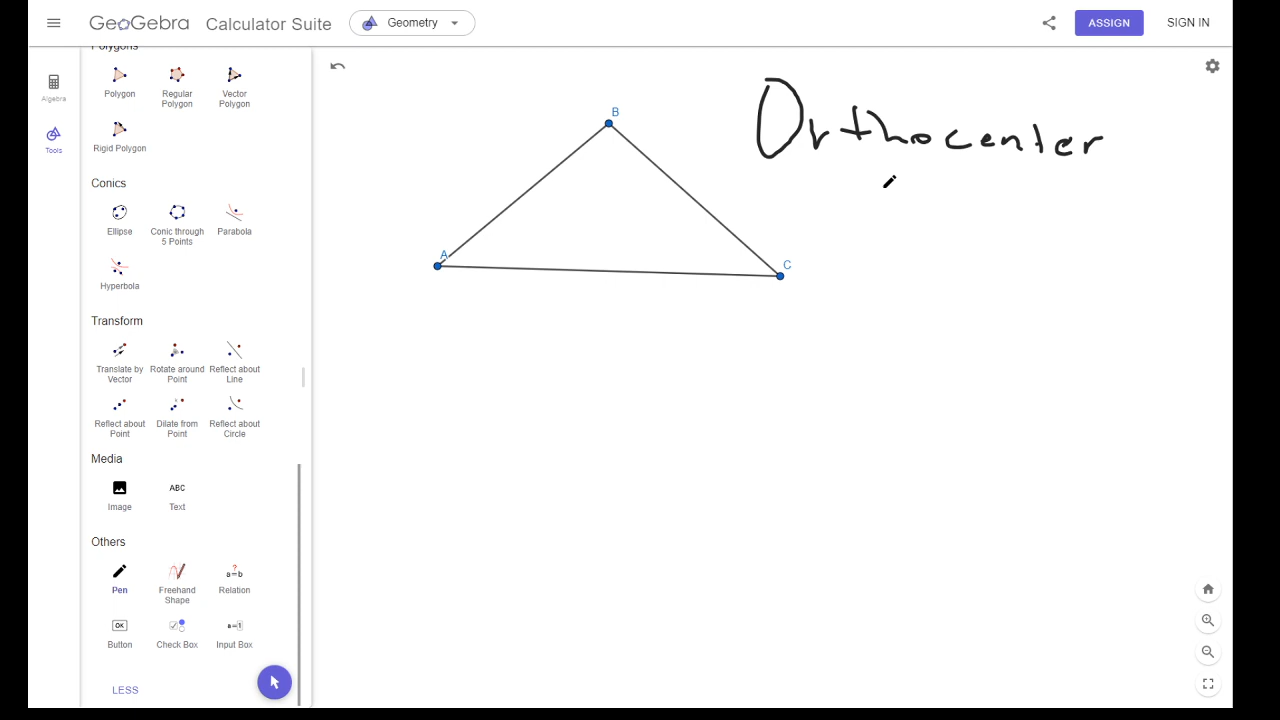 GeoGebra Calculator Suite Geometry ASSIGN SIGN IN
Algebra
Tools
Polygons
Polygon Regular Polygon Vector Polygon
Rigid Polygon
Conics
Ellipse Conic through 5 Points Parabola
Hyperbola
Transform
Translate by Vector Rotate around Point Reflect about Line
Reflect about Point Dilate from Point Reflect about Circle
Media
ABC
Image Text
Others
a=b
Pen Freehand Shape Relation
OK a=1
Button Check Box Input Box
LESS
B
A
C
Orthocenter